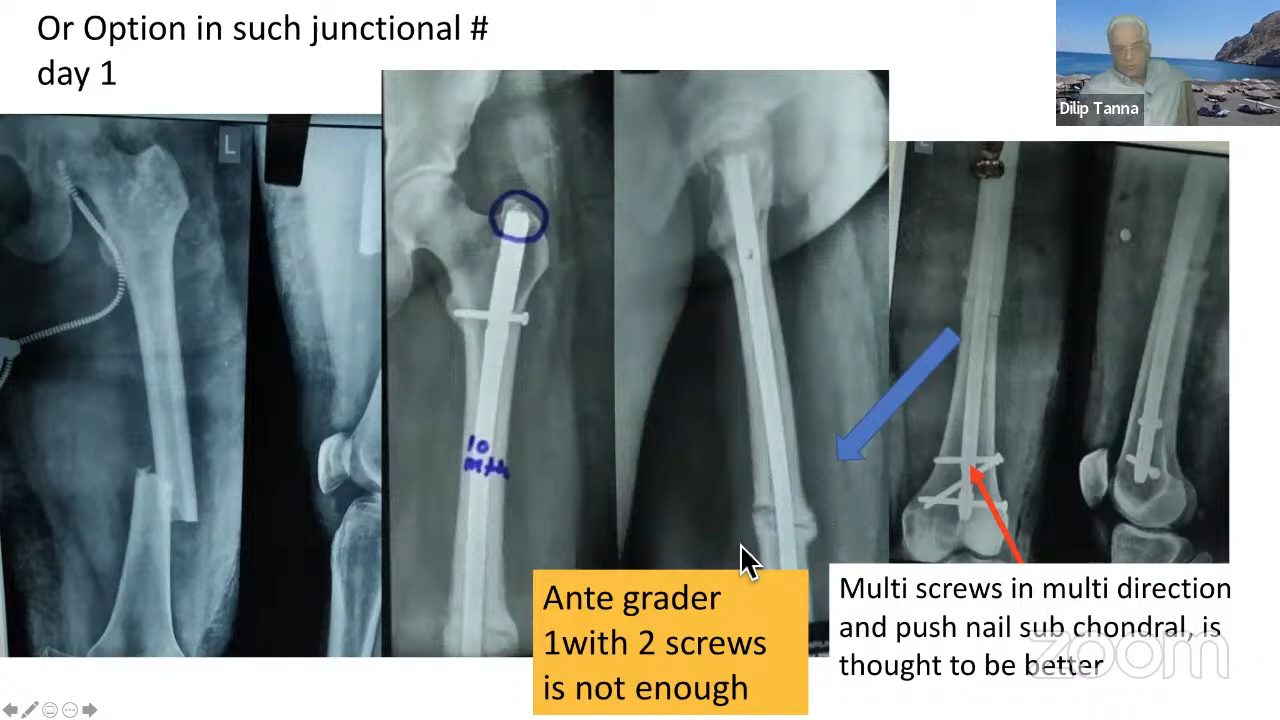 Or Option in such junctional #
day 1
Dilip Tanna
L
10
mths
Ante grader
1with 2 screws
is not enough
Multi screws in multi direction
and push nail sub chondral, is
thought to be better
zoom